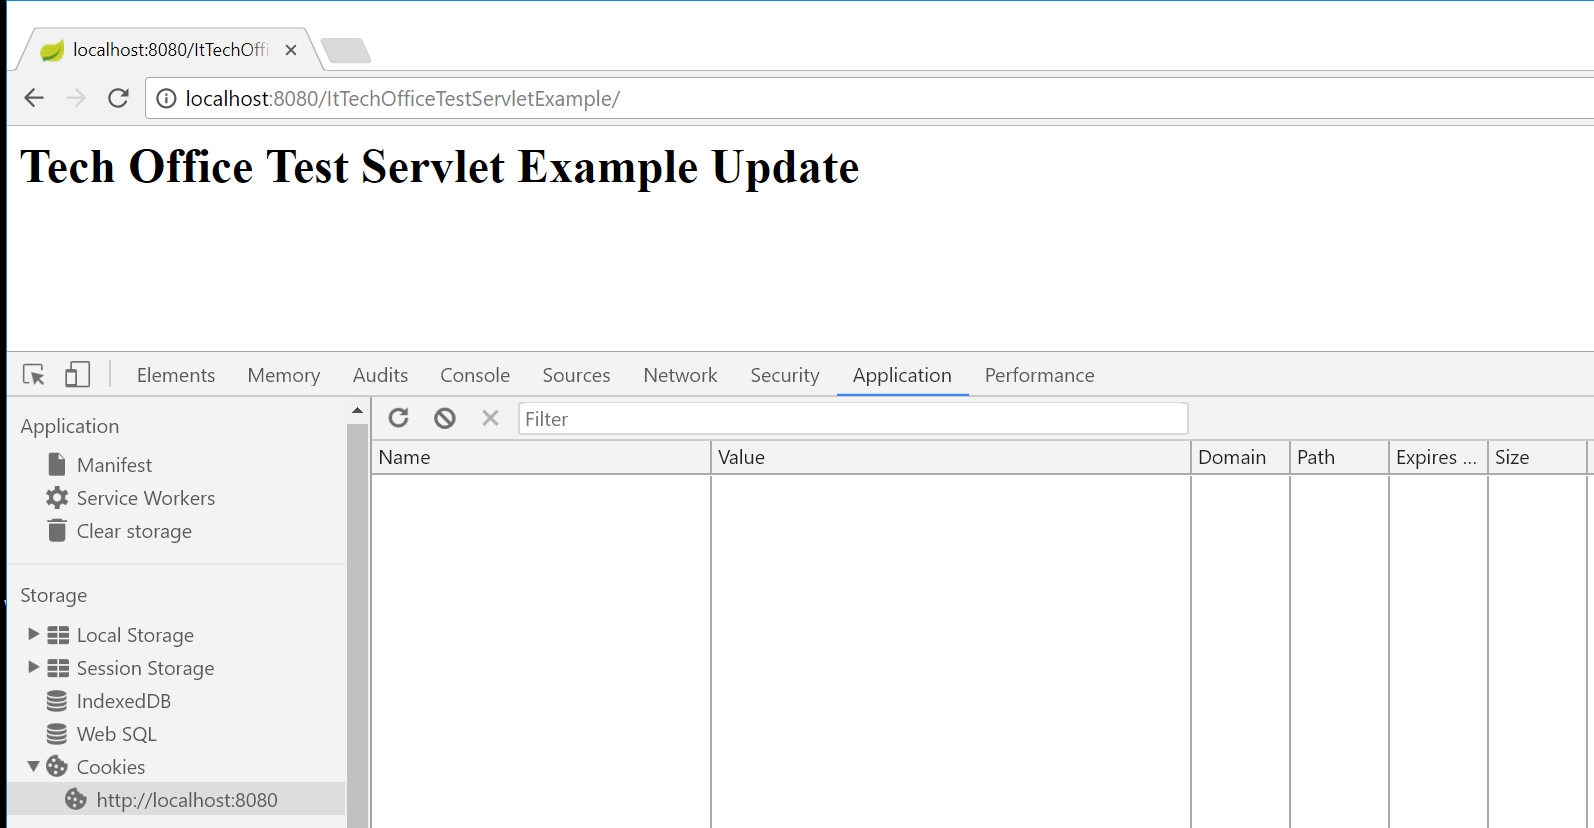 localhost:8080/ItTechOffi
localhost:8080/ItTechOfficeTestServletExample/
Tech Office Test Servlet Example Update
Elements Memory Audits Console Sources Network Security Application Performance
Application
Manifest
Service Workers
Clear storage
Storage
Local Storage
Session Storage
IndexedDB
Web SQL
Cookies
http://localhost:8080
Filter
Name Value Domain Path Expires ... Size